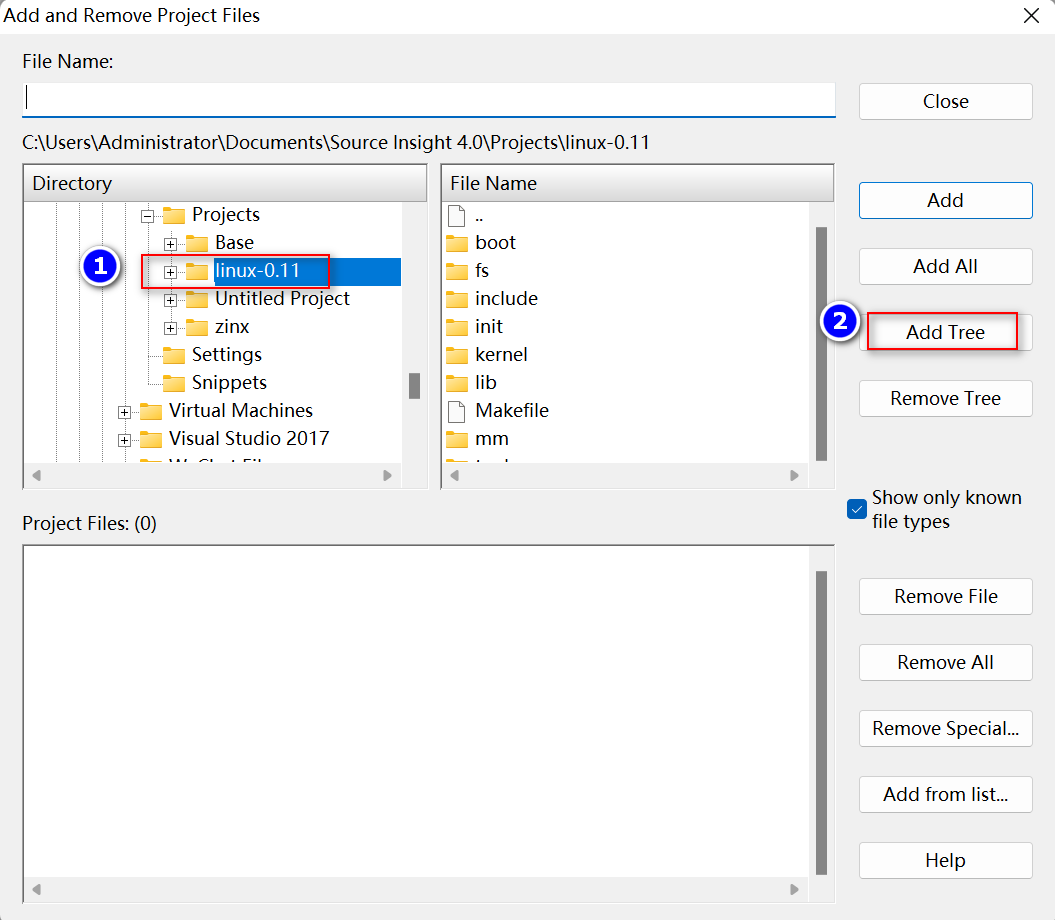 Add and Remove Project Files
File Name:
Close
C:\Users\Administrator\Documents\Source Insight 4.0\Projects\linux-0.11
Directory
Projects
Base
linux-0.11
Untitled Project
zinx
Settings
Snippets
Virtual Machines
Visual Studio 2017
1
File Name
..
boot
fs
include
init
kernel
lib
Makefile
mm
Add
Add All
2
Add Tree
Remove Tree
Show only known
file types
Project Files: (0)
Remove File
Remove All
Remove Special...
Add from list...
Help